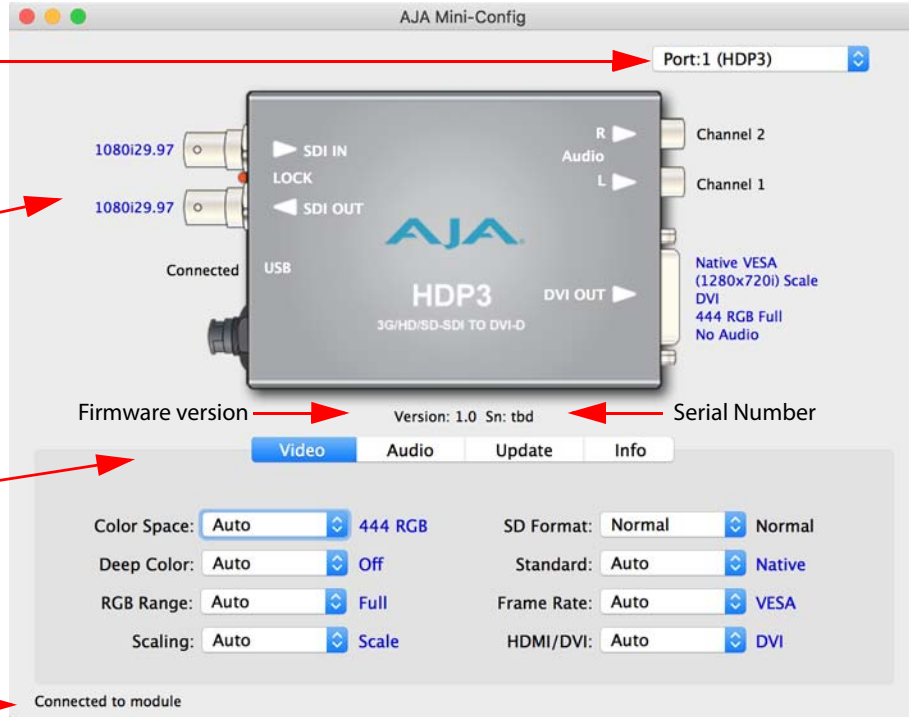 AJA Mini-Config
Port:1 (HDP3)
1080i29.97
SDI IN
R
Audio
Channel 2
LOCK
L
Channel 1
1080i29.97
SDI OUT
AJA
Connected
USB
HDP3
DVI OUT
3G/HD/SD-SDI TO DVI-D
Native VESA
(1280x720i) Scale
DVI
444 RGB Full
No Audio
Firmware version
Version: 1.0 Sn: tbd
Serial Number
Video Audio Update Info
Color Space: Auto 444 RGB SD Format: Normal Normal
Deep Color: Auto Off Standard: Auto Native
RGB Range: Auto Full Frame Rate: Auto VESA
Scaling: Auto Scale HDMI/DVI: Auto DVI
Connected to module